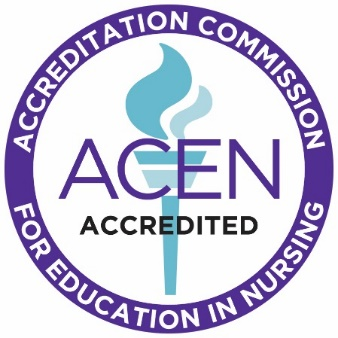 ACCREDITATION COMMISSION
ACEN
ACCREDITED
FOR EDUCATION IN NURSING